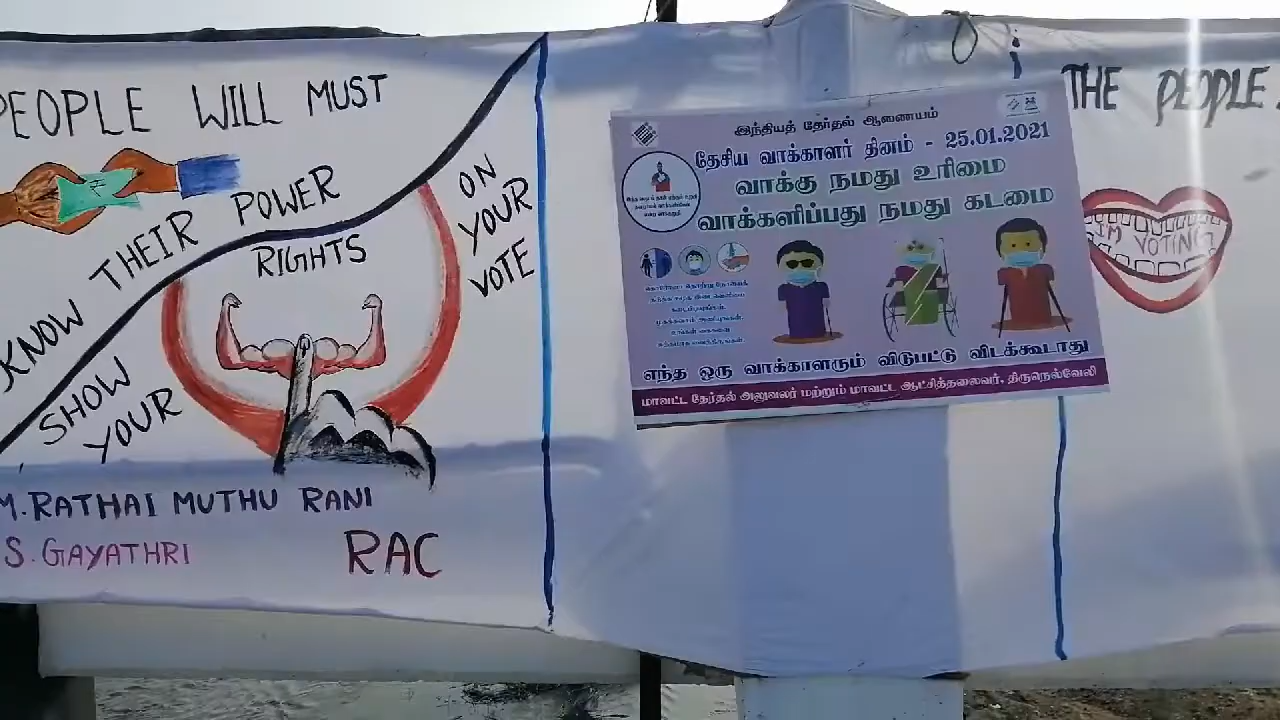 PEOPLE WILL MUST
KNOW THEIR POWER
SHOW
YOUR
RIGHTS
ON
YOUR
VOTE
M. RATHAI MUTHU RANI
S. GAYATHRI
RAC
இந்தியத் தேர்தல் ஆணையம்
தேசிய வாக்காளர் தினம் - 25.01.2021
வாக்கு நமது உரிமை
வாக்களிப்பது நமது கடமை
எந்த ஒரு வாக்காளரும் விடுபட்டு விடக்கூடாது
மாவட்ட தேர்தல் அலுவலர் மற்றும் மாவட்ட ஆட்சித்தலைவர், திருநெல்வேலி
THE PEOPLE
I'M VOTING